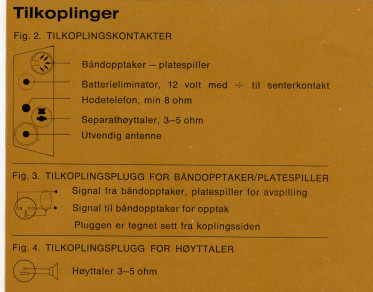 Tilkoplinger
Fig. 2. TILKOPLINGSKONTAKTER
Båndopptaker – platespiller
Batterieliminator, 12 volt med ÷ til senterkontakt
Hodetelefon, min 8 ohm
Separathøyttaler, 3–5 ohm
Utvendig antenne
Fig. 3. TILKOPLINGSPLUGG FOR BÅNDOPPTAKER/PLATESPILLER
Signal fra båndopptaker, platespiller for avspilling
Signal til båndopptaker for opptak
Pluggen er tegnet sett fra koplingssiden
Fig. 4. TILKOPLINGSPLUGG FOR HØYTTALER
Høyttaler 3–5 ohm